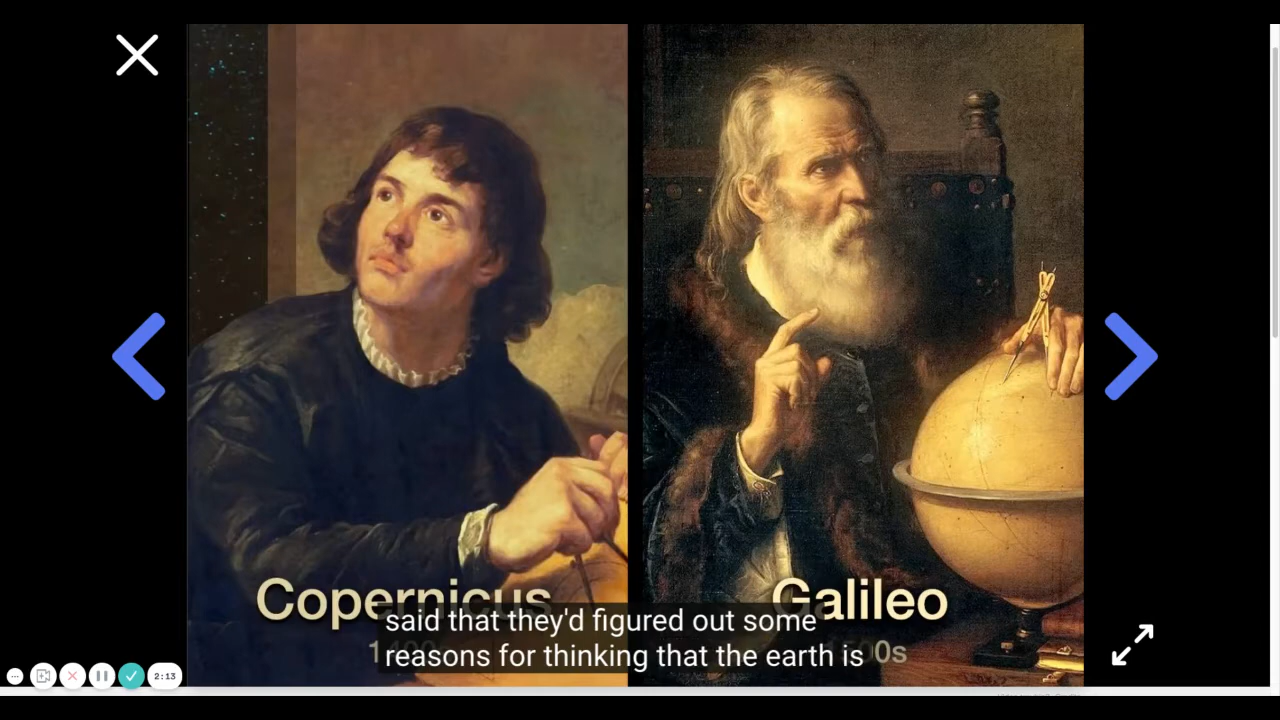 Copernicus
Galileo
said that they'd figured out some
reasons for thinking that the earth is
2:13